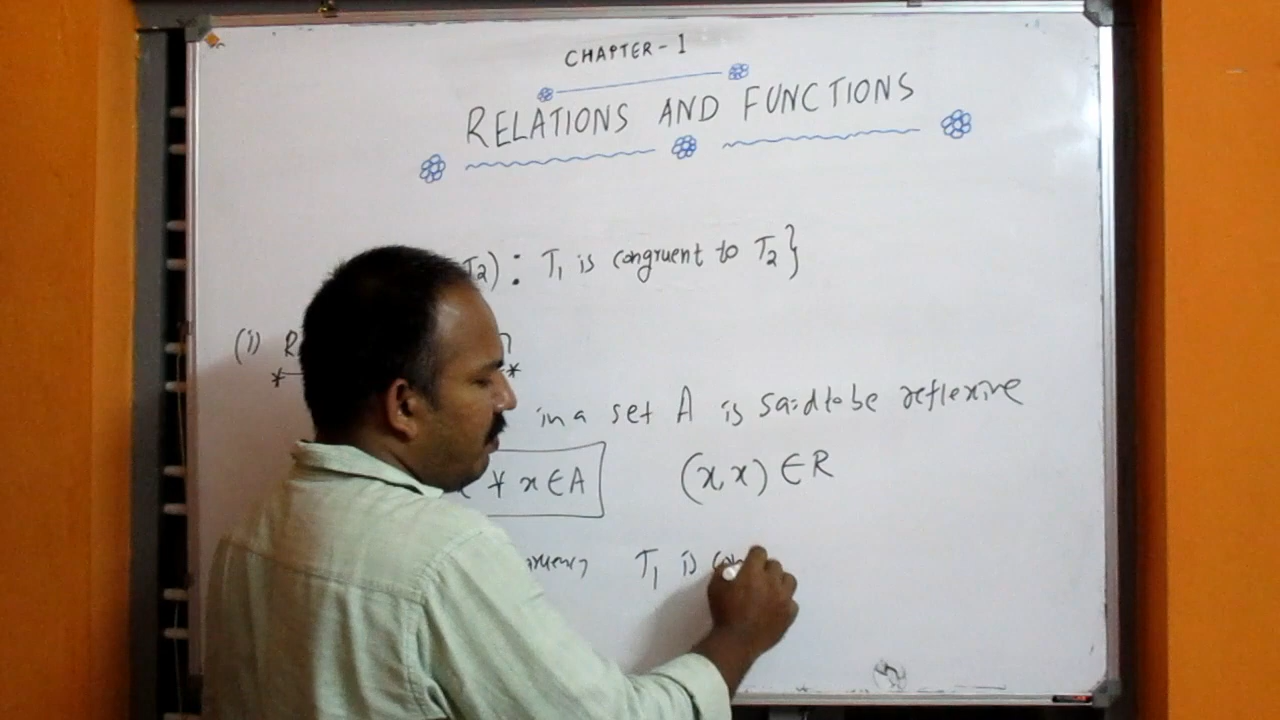 CHAPTER-1
RELATIONS AND FUNCTIONS
T2) : T1 is congruent to T2}
(i) R
in a set A is said to be reflexive
∀ x ∈ A (x, x) ∈ R
T1 is con